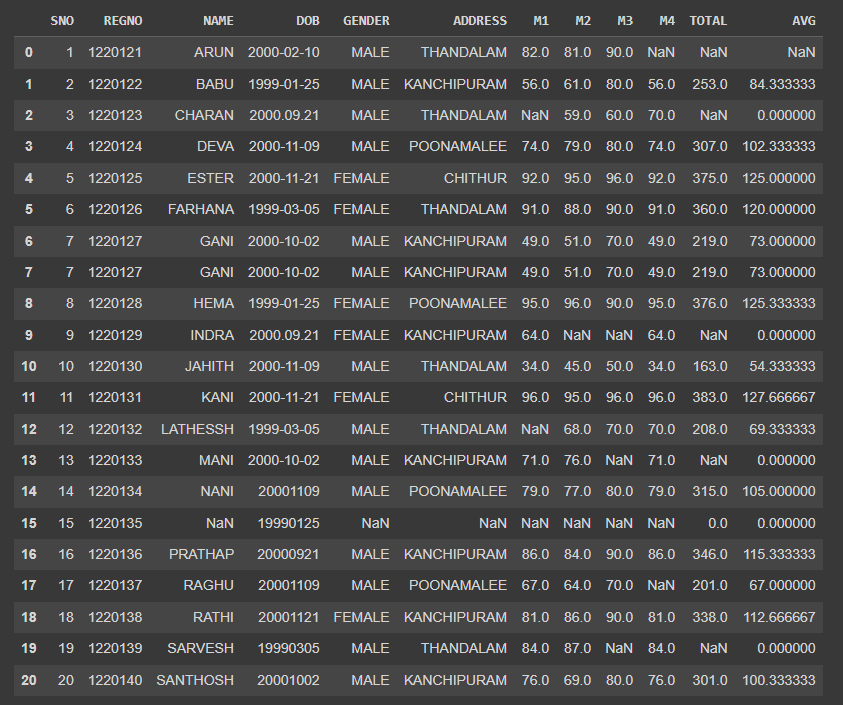 SNO REGNO NAME DOB GENDER ADDRESS M1 M2 M3 M4 TOTAL AVG
0 1 1220121 ARUN 2000-02-10 MALE THANDALAM 82.0 81.0 90.0 NaN NaN NaN
1 2 1220122 BABU 1999-01-25 MALE KANCHIPURAM 56.0 61.0 80.0 56.0 253.0 84.333333
2 3 1220123 CHARAN 2000.09.21 MALE THANDALAM NaN 59.0 60.0 70.0 NaN 0.000000
3 4 1220124 DEVA 2000-11-09 MALE POONAMALEE 74.0 79.0 80.0 74.0 307.0 102.333333
4 5 1220125 ESTER 2000-11-21 FEMALE CHITHUR 92.0 95.0 96.0 92.0 375.0 125.000000
5 6 1220126 FARHANA 1999-03-05 FEMALE THANDALAM 91.0 88.0 90.0 91.0 360.0 120.000000
6 7 1220127 GANI 2000-10-02 MALE KANCHIPURAM 49.0 51.0 70.0 49.0 219.0 73.000000
7 7 1220127 GANI 2000-10-02 MALE KANCHIPURAM 49.0 51.0 70.0 49.0 219.0 73.000000
8 8 1220128 HEMA 1999-01-25 FEMALE POONAMALEE 95.0 96.0 90.0 95.0 376.0 125.333333
9 9 1220129 INDRA 2000.09.21 FEMALE KANCHIPURAM 64.0 NaN NaN 64.0 NaN 0.000000
10 10 1220130 JAHITH 2000-11-09 MALE THANDALAM 34.0 45.0 50.0 34.0 163.0 54.333333
11 11 1220131 KANI 2000-11-21 FEMALE CHITHUR 96.0 95.0 96.0 96.0 383.0 127.666667
12 12 1220132 LATHESSH 1999-03-05 MALE THANDALAM NaN 68.0 70.0 70.0 208.0 69.333333
13 13 1220133 MANI 2000-10-02 MALE KANCHIPURAM 71.0 76.0 NaN 71.0 NaN 0.000000
14 14 1220134 NANI 20001109 MALE POONAMALEE 79.0 77.0 80.0 79.0 315.0 105.000000
15 15 1220135 NaN 19990125 NaN NaN NaN NaN NaN NaN 0.0 0.000000
16 16 1220136 PRATHAP 20000921 MALE KANCHIPURAM 86.0 84.0 90.0 86.0 346.0 115.333333
17 17 1220137 RAGHU 20001109 MALE POONAMALEE 67.0 64.0 70.0 NaN 201.0 67.000000
18 18 1220138 RATHI 20001121 FEMALE KANCHIPURAM 81.0 86.0 90.0 81.0 338.0 112.666667
19 19 1220139 SARVESH 19990305 MALE THANDALAM 84.0 87.0 NaN 84.0 NaN 0.000000
20 20 1220140 SANTHOSH 20001002 MALE KANCHIPURAM 76.0 69.0 80.0 76.0 301.0 100.333333